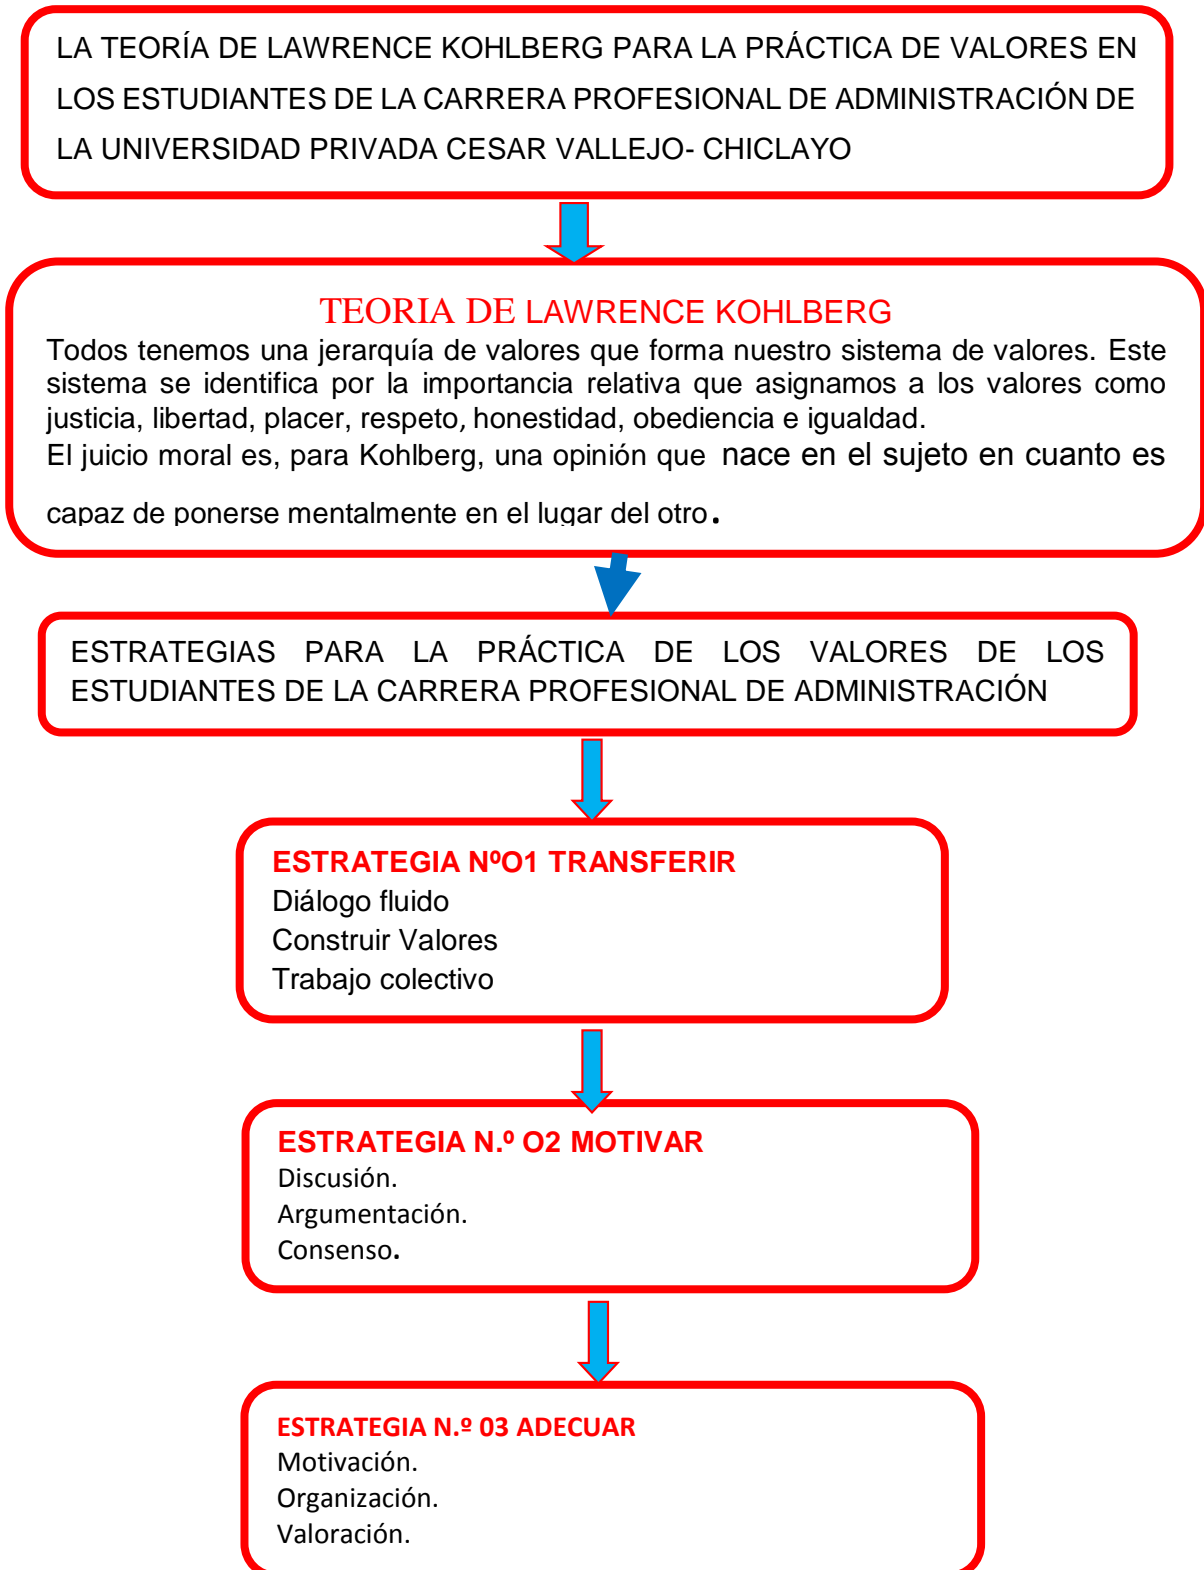 LA TEORÍA DE LAWRENCE KOHLBERG PARA LA PRÁCTICA DE VALORES EN
LOS ESTUDIANTES DE LA CARRERA PROFESIONAL DE ADMINISTRACIÓN DE
LA UNIVERSIDAD PRIVADA CESAR VALLEJO- CHICLAYO
TEORIA DE LAWRENCE KOHLBERG
Todos tenemos una jerarquía de valores que forma nuestro sistema de valores. Este
sistema se identifica por la importancia relativa que asignamos a los valores como
justicia, libertad, placer, respeto, honestidad, obediencia e igualdad.
El juicio moral es, para Kohlberg, una opinión que nace en el sujeto en cuanto es
capaz de ponerse mentalmente en el lugar del otro.
ESTRATEGIAS PARA LA PRÁCTICA DE LOS VALORES DE LOS
ESTUDIANTES DE LA CARRERA PROFESIONAL DE ADMINISTRACIÓN
ESTRATEGIA NºO1 TRANSFERIR
Diálogo fluido
Construir Valores
Trabajo colectivo
ESTRATEGIA N.º O2 MOTIVAR
Discusión.
Argumentación.
Consenso.
ESTRATEGIA N.º 03 ADECUAR
Motivación.
Organización.
Valoración.